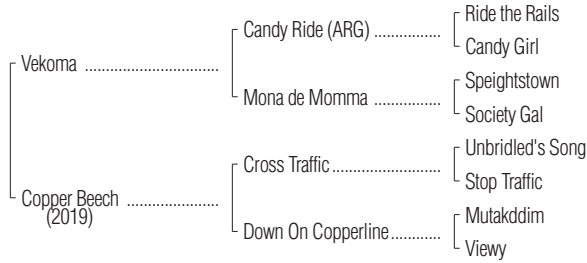 Ride the Rails
Candy Ride (ARG) ................
Candy Girl
Vekoma ................................
Speightstown
Mona de Momma ................
Society Gal
Unbridled's Song
Cross Traffic ..........................
Stop Traffic
Copper Beech ......................
(2019)
Mutakddim
Down On Copperline ............
Viewy